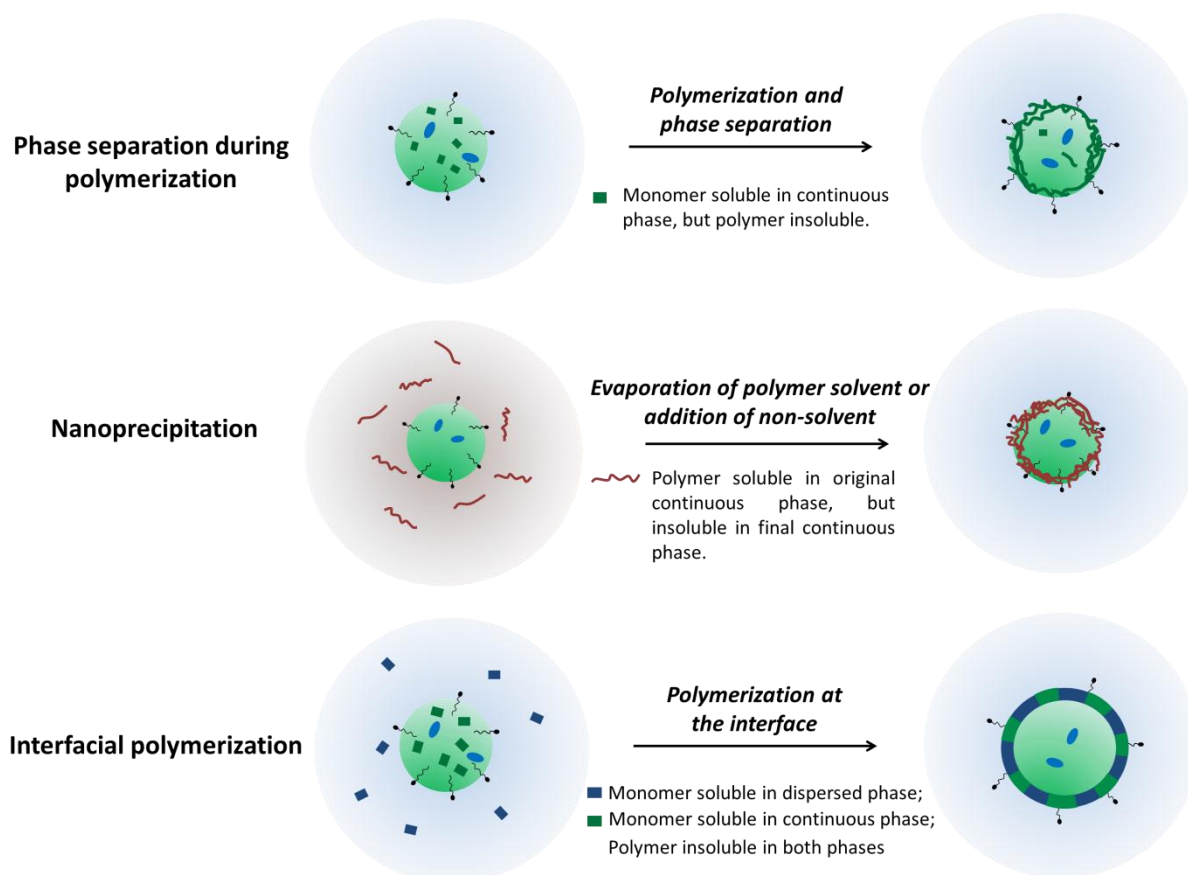 Phase separation during
polymerization
Polymerization and
phase separation
Monomer soluble in continuous
phase, but polymer insoluble.
Nanoprecipitation
Evaporation of polymer solvent or
addition of non-solvent
Polymer soluble in original
continuous phase, but
insoluble in final continuous
phase.
Interfacial polymerization
Polymerization at
the interface
Monomer soluble in dispersed phase;
Monomer soluble in continuous phase;
Polymer insoluble in both phases